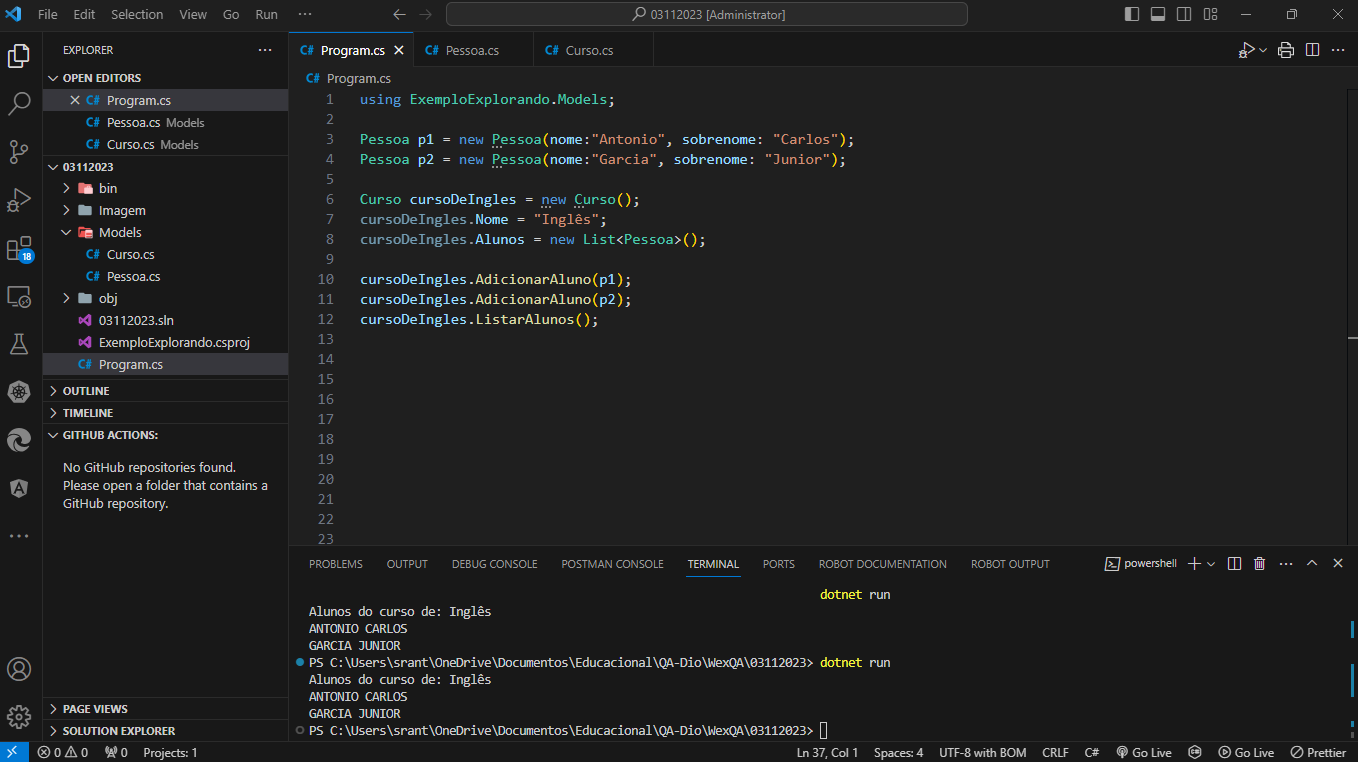 File Edit Selection View Go Run ··· 03112023 [Administrator]
EXPLORER
OPEN EDITORS
C# Program.cs
C# Pessoa.cs Models
C# Curso.cs Models
03112023
bin
Imagem
Models
C# Curso.cs
C# Pessoa.cs
obj
03112023.sln
ExemploExplorando.csproj
C# Program.cs
OUTLINE
TIMELINE
GITHUB ACTIONS:
No GitHub repositories found.
Please open a folder that contains a
GitHub repository.
PAGE VIEWS
SOLUTION EXPLORER
18
C# Program.cs C# Pessoa.cs C# Curso.cs
C# Program.cs
1 using ExemploExplorando.Models;
2
3 Pessoa p1 = new Pessoa(nome:"Antonio", sobrenome: "Carlos");
4 Pessoa p2 = new Pessoa(nome:"Garcia", sobrenome: "Junior");
5
6 Curso cursoDeIngles = new Curso();
7 cursoDeIngles.Nome = "Inglês";
8 cursoDeIngles.Alunos = new List<Pessoa>();
9
10 cursoDeIngles.AdicionarAluno(p1);
11 cursoDeIngles.AdicionarAluno(p2);
12 cursoDeIngles.ListarAlunos();
13
14
15
16
17
18
19
20
21
22
23
PROBLEMS OUTPUT DEBUG CONSOLE POSTMAN CONSOLE TERMINAL PORTS ROBOT DOCUMENTATION ROBOT OUTPUT powershell
dotnet run
Alunos do curso de: Inglês
ANTONIO CARLOS
GARCIA JUNIOR
PS C:\Users\srant\OneDrive\Documentos\Educacional\QA-Dio\WexQA\03112023> dotnet run
Alunos do curso de: Inglês
ANTONIO CARLOS
GARCIA JUNIOR
PS C:\Users\srant\OneDrive\Documentos\Educacional\QA-Dio\WexQA\03112023>
0 0 0 Projects: 1 Ln 37, Col 1 Spaces: 4 UTF-8 with BOM CRLF C# Go Live Go Live Prettier